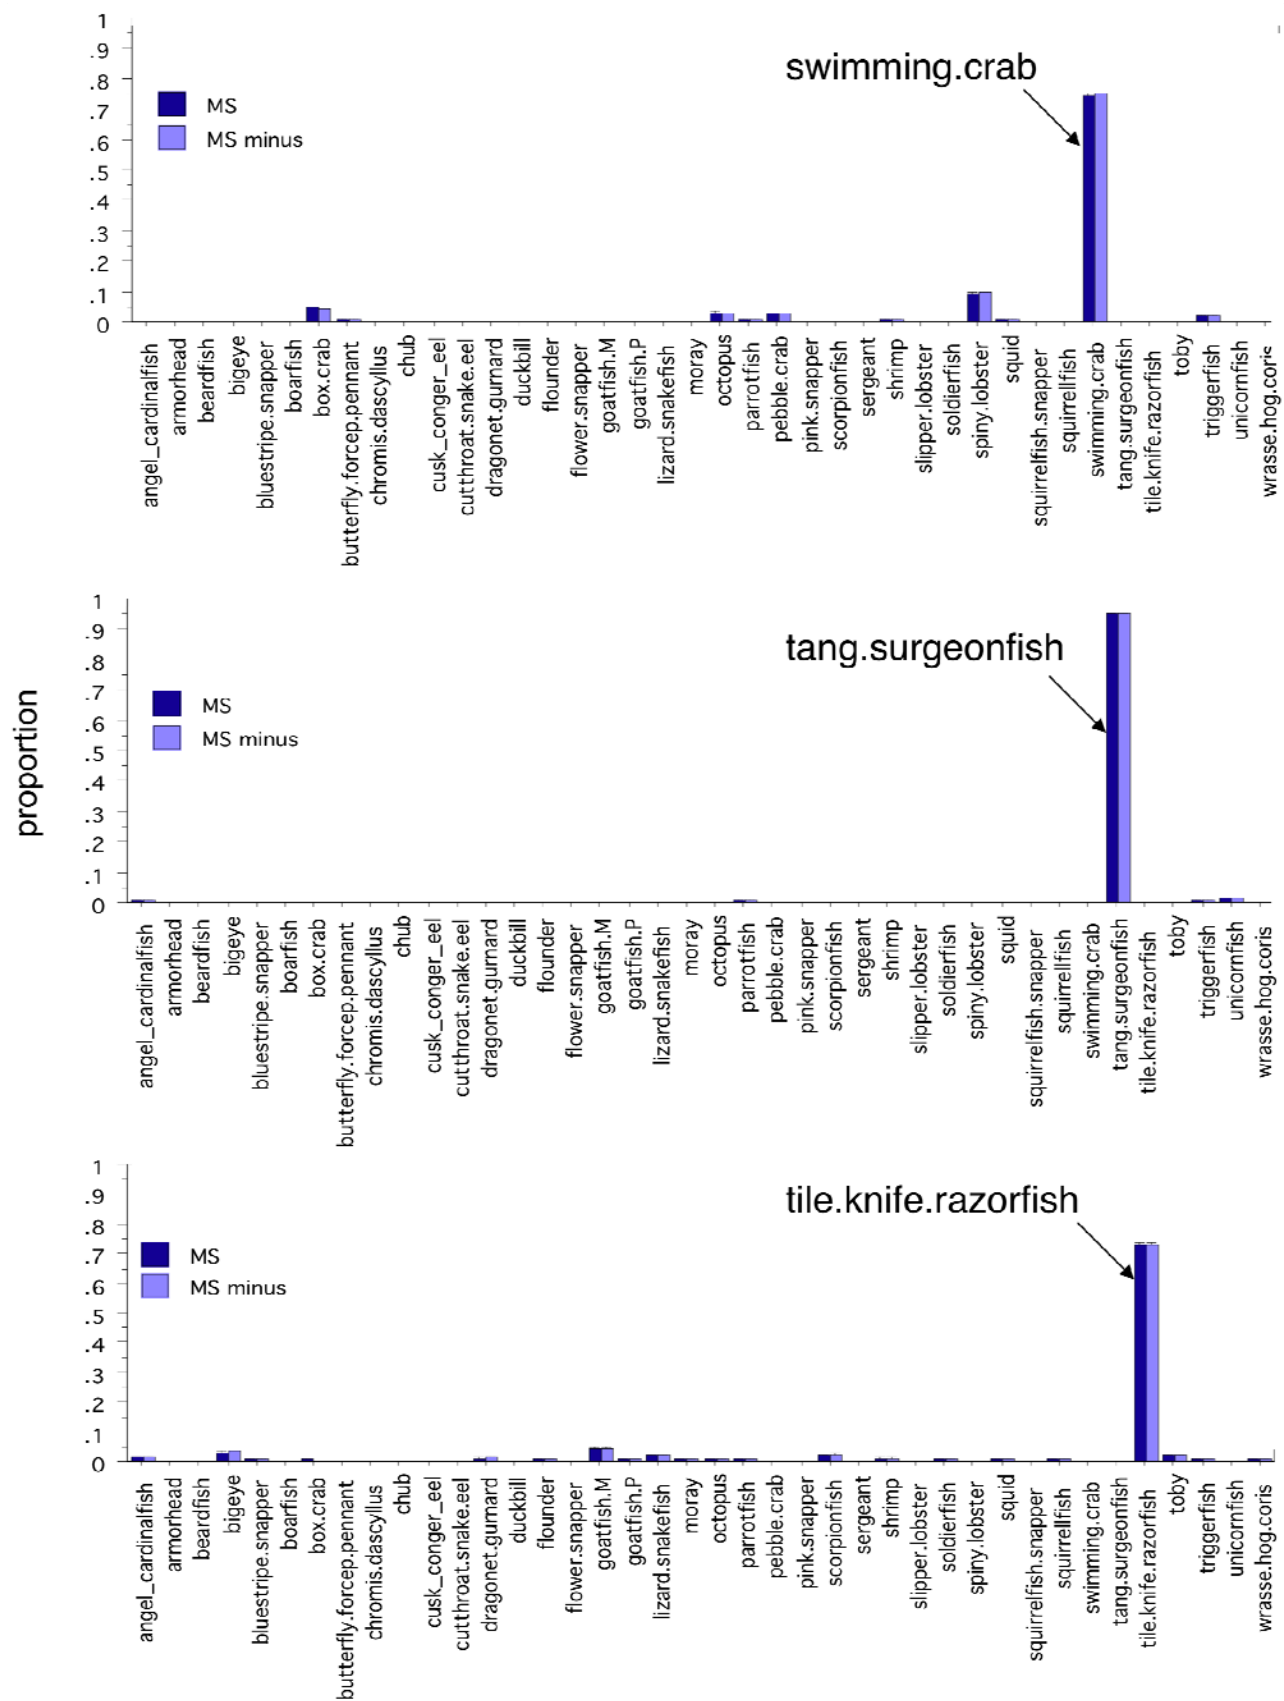 1
.9
.8
.7
.6
.5
.4
.3
.2
.1
0
MS
MS minus
swimming.crab
angel_cardinalfish
armorhead
beardfish
bigeye
bluestripe.snapper
boarfish
box.crab
butterfly.forcep.pennant
chromis.dascyllus
chub
cusk_conger_eel
cutthroat.snake.eel
dragonet.gurnard
duckbill
flounder
flower.snapper
goatfish.M
goatfish.P
lizard.snakefish
moray
octopus
parrotfish
pebble.crab
pink.snapper
scorpionfish
sergeant
shrimp
slipper.lobster
soldierfish
spiny.lobster
squid
squirrelfish.snapper
squirrelfish
swimming.crab
tang.surgeonfish
tile.knife.razorfish
toby
triggerfish
unicornfish
wrasse.hog.coris
proportion
1
.9
.8
.7
.6
.5
.4
.3
.2
.1
0
MS
MS minus
tang.surgeonfish
angel_cardinalfish
armorhead
beardfish
bigeye
bluestripe.snapper
boarfish
box.crab
butterfly.forcep.pennant
chromis.dascyllus
chub
cusk_conger_eel
cutthroat.snake.eel
dragonet.gurnard
duckbill
flounder
flower.snapper
goatfish.M
goatfish.P
lizard.snakefish
moray
octopus
parrotfish
pebble.crab
pink.snapper
scorpionfish
sergeant
shrimp
slipper.lobster
soldierfish
spiny.lobster
squid
squirrelfish.snapper
squirrelfish
swimming.crab
tang.surgeonfish
tile.knife.razorfish
toby
triggerfish
unicornfish
wrasse.hog.coris
1
.9
.8
.7
.6
.5
.4
.3
.2
.1
0
MS
MS minus
tile.knife.razorfish
angel_cardinalfish
armorhead
beardfish
bigeye
bluestripe.snapper
boarfish
box.crab
butterfly.forcep.pennant
chromis.dascyllus
chub
cusk_conger_eel
cutthroat.snake.eel
dragonet.gurnard
duckbill
flounder
flower.snapper
goatfish.M
goatfish.P
lizard.snakefish
moray
octopus
parrotfish
pebble.crab
pink.snapper
scorpionfish
sergeant
shrimp
slipper.lobster
soldierfish
spiny.lobster
squid
squirrelfish.snapper
squirrelfish
swimming.crab
tang.surgeonfish
tile.knife.razorfish
toby
triggerfish
unicornfish
wrasse.hog.coris